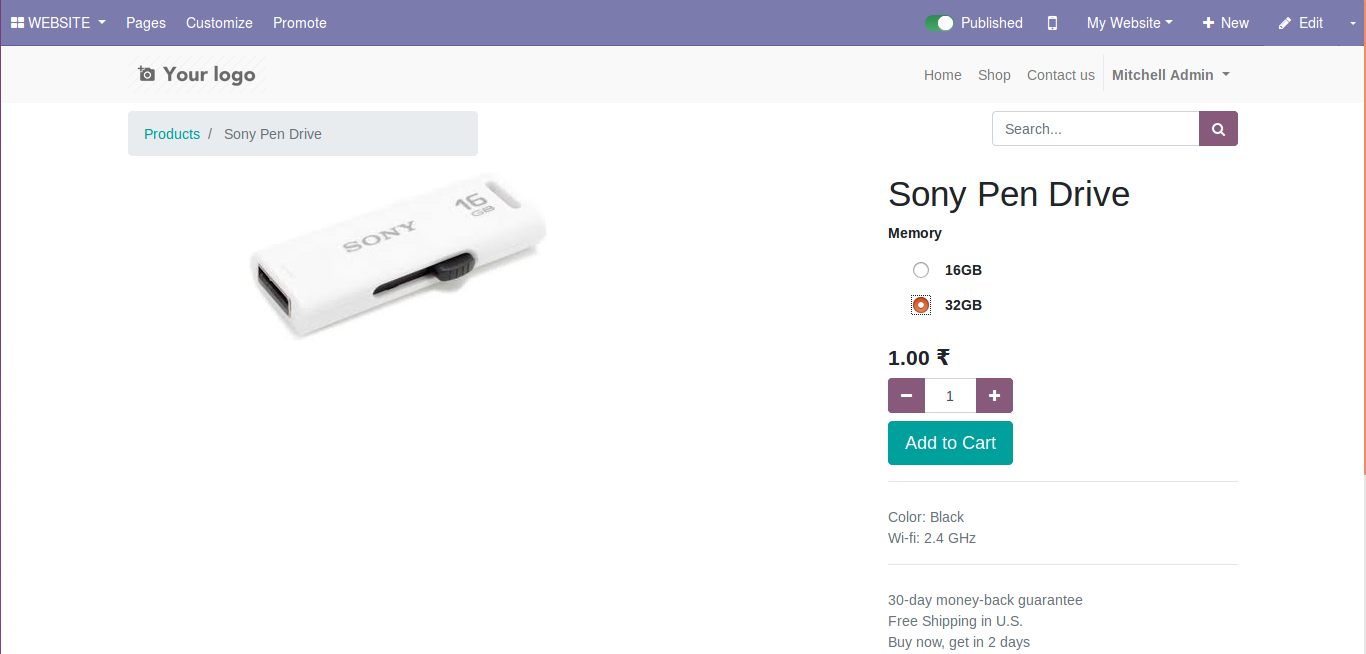 WEBSITE Pages Customize Promote Published My Website New Edit
Your logo Home Shop Contact us Mitchell Admin
Products / Sony Pen Drive Search...
SONY 16 GB
Sony Pen Drive
Memory
16GB
32GB
1.00 ₹
1
Add to Cart
Color: Black
Wi-fi: 2.4 GHz
30-day money-back guarantee
Free Shipping in U.S.
Buy now, get in 2 days